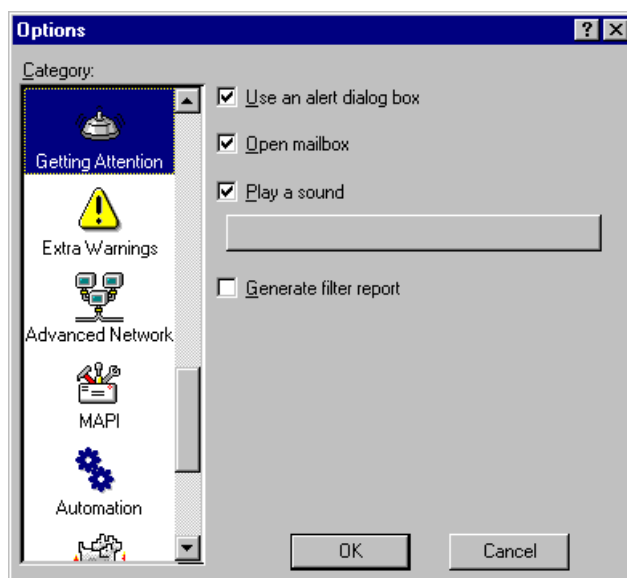 Options
Category:
Getting Attention
Extra Warnings
Advanced Network
MAPI
Automation
Use an alert dialog box
Open mailbox
Play a sound
Generate filter report
OK
Cancel